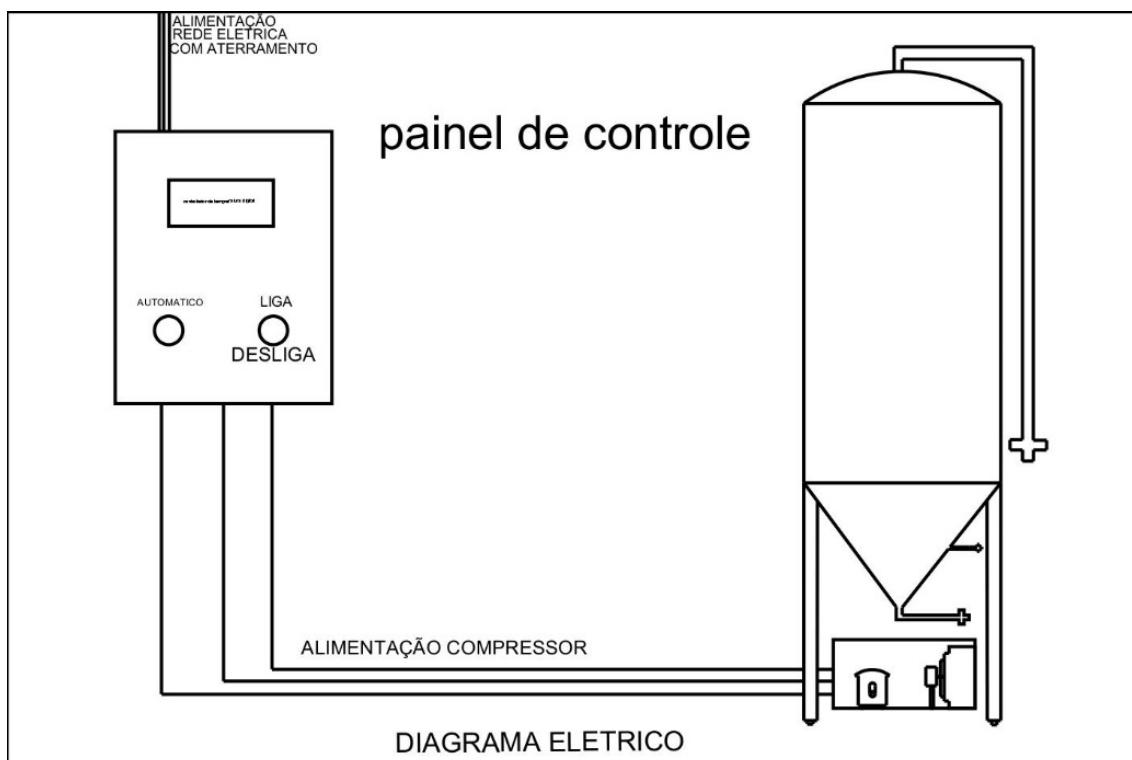 ALIMENTAÇÃO
REDE ELETRICA
COM ATERRAMENTO
painel de controle
AUTOMATICO
LIGA
DESLIGA
ALIMENTAÇÃO COMPRESSOR
DIAGRAMA ELETRICO